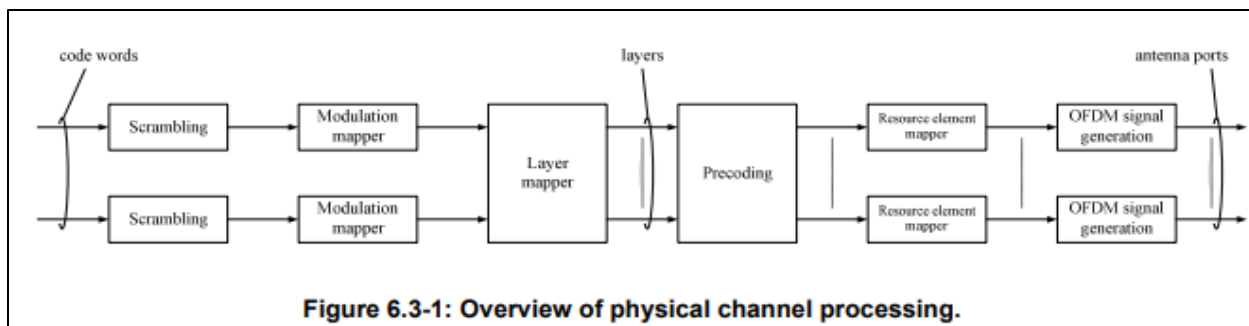 code words
layers
antenna ports
Scrambling
Modulation
mapper
Layer
mapper
Precoding
Resource element
mapper
OFDM signal
generation
Scrambling
Modulation
mapper
Resource element
mapper
OFDM signal
generation
Figure 6.3-1: Overview of physical channel processing.